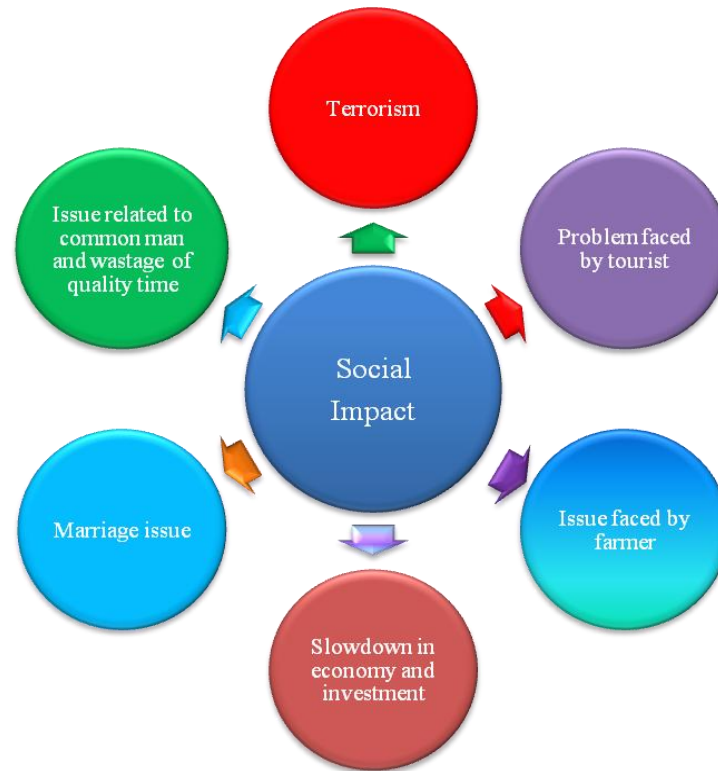 Terrorism
Issue related to
common man
and wastage of
quality time
Problem faced
by tourist
Social
Impact
Marriage issue
Issue faced by
farmer
Slowdown in
economy and
investment